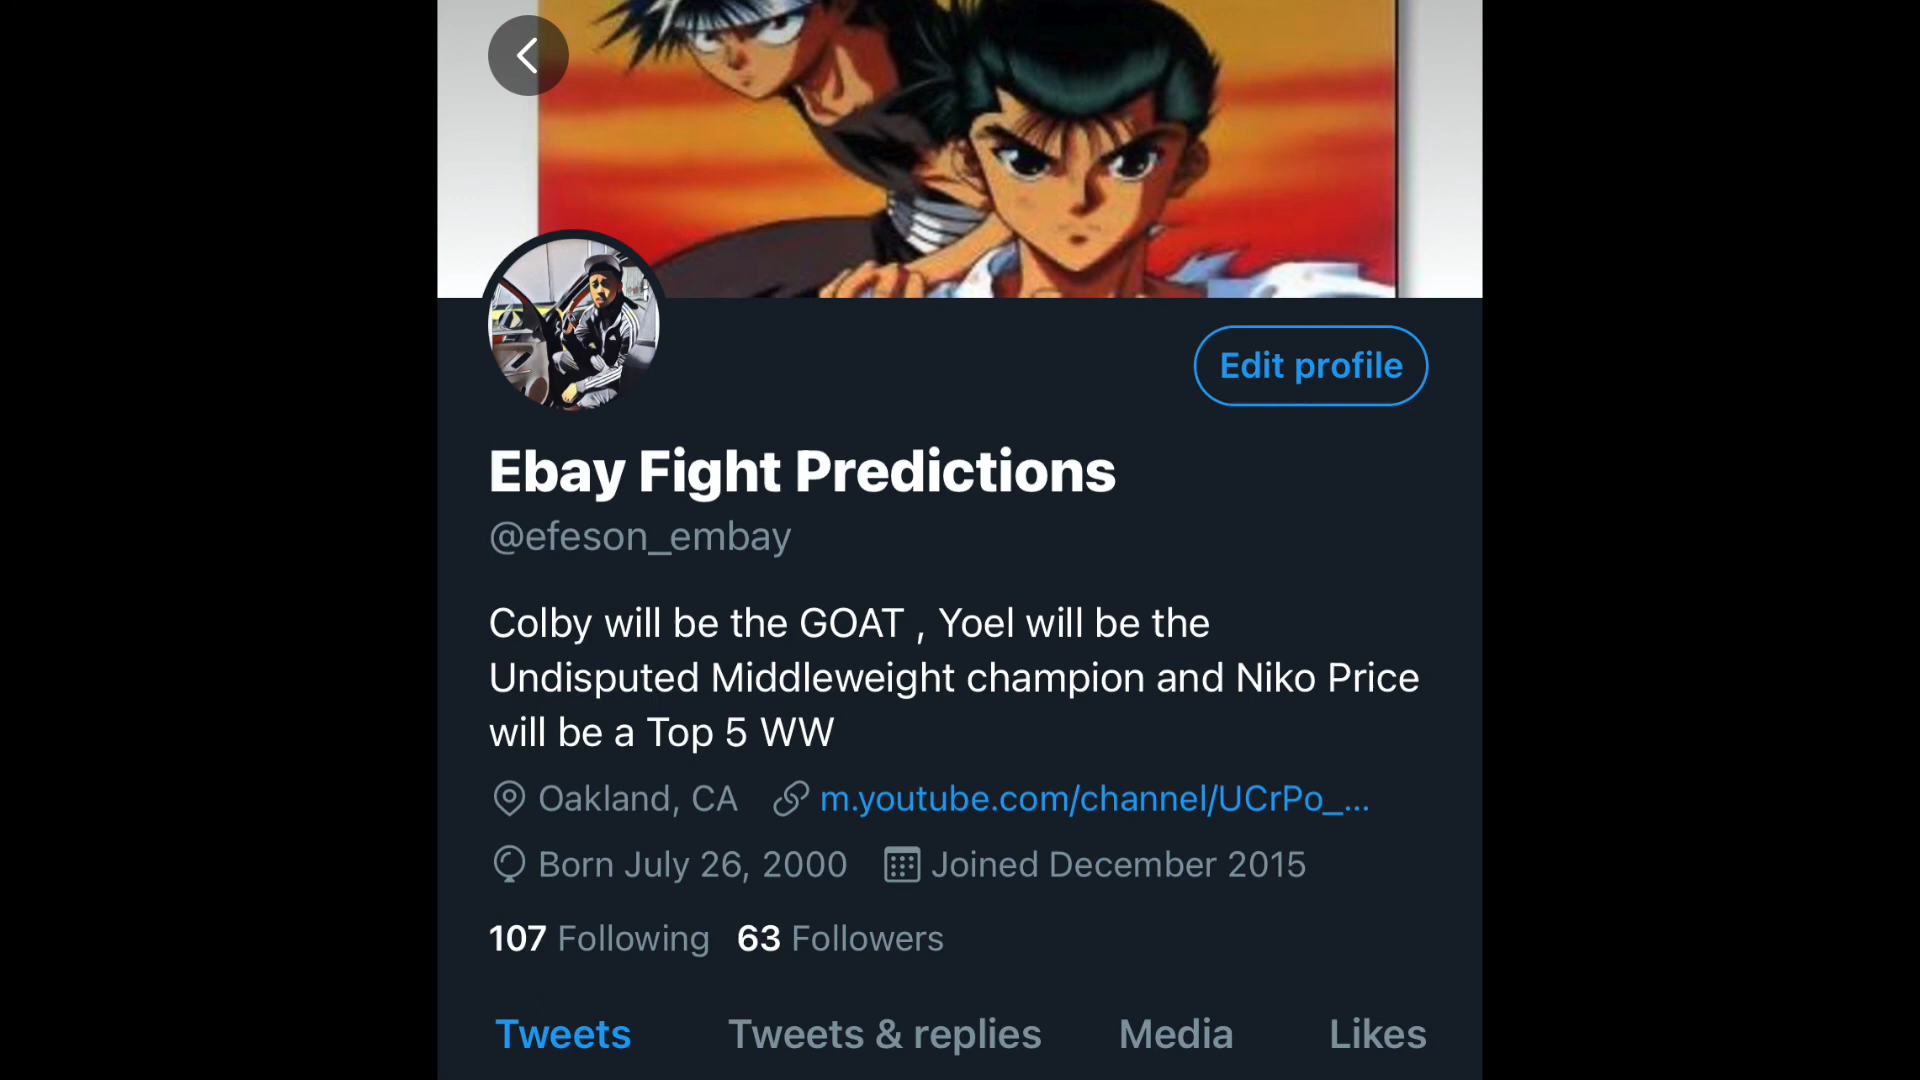 Edit profile
Ebay Fight Predictions
@efeson_embay
Colby will be the GOAT , Yoel will be the
Undisputed Middleweight champion and Niko Price
will be a Top 5 WW
Oakland, CA m.youtube.com/channel/UCrPo_...
Born July 26, 2000 Joined December 2015
107 Following 63 Followers
Tweets Tweets & replies Media Likes